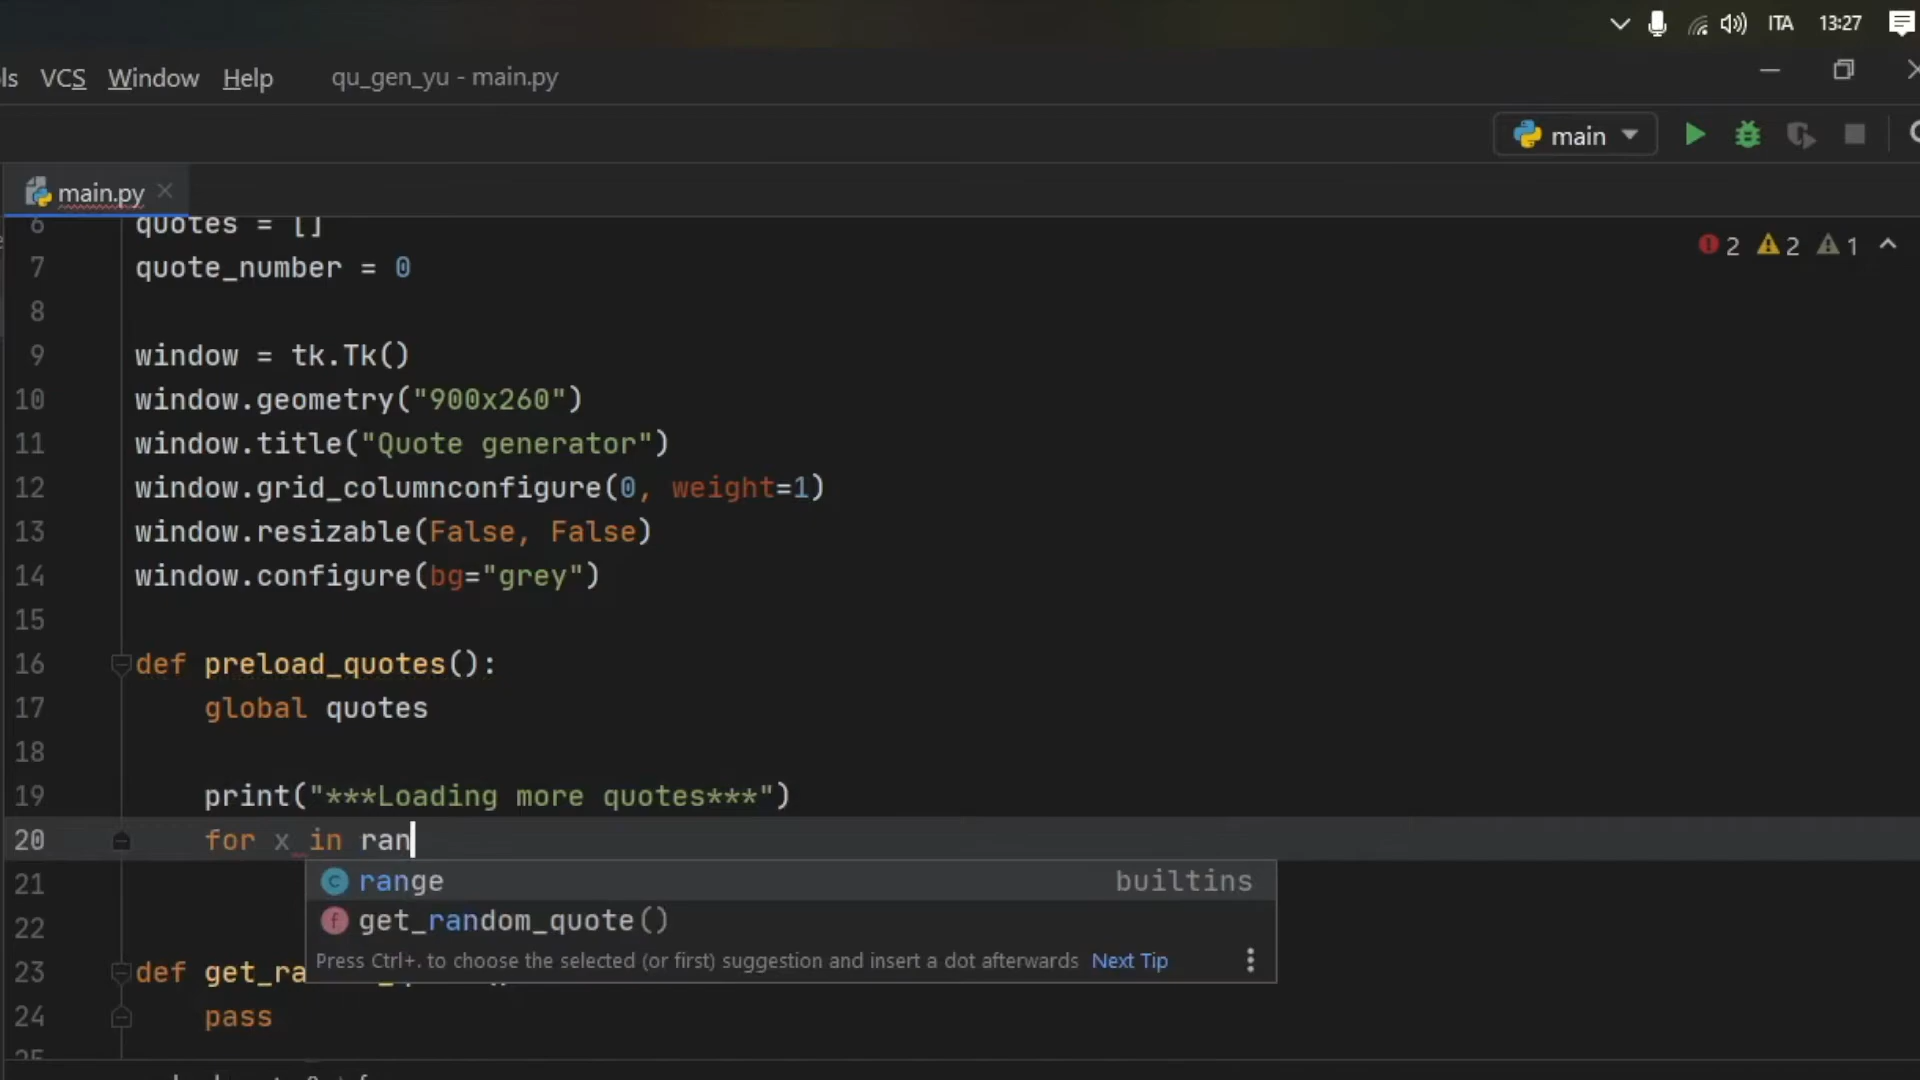 ITA 13:27
ls VCS Window Help qu_gen_yu - main.py
main
main.py
2 2 1
6 quotes = []
7 quote_number = 0
8
9 window = tk.Tk()
10 window.geometry("900x260")
11 window.title("Quote generator")
12 window.grid_columnconfigure(0, weight=1)
13 window.resizable(False, False)
14 window.configure(bg="grey")
15
16 def preload_quotes():
17 global quotes
18
19 print("***Loading more quotes***")
20 for x in ran
21 range builtins
22 get_random_quote()
Press Ctrl+. to choose the selected (or first) suggestion and insert a dot afterwards Next Tip
23 def get_ra
24 pass
25